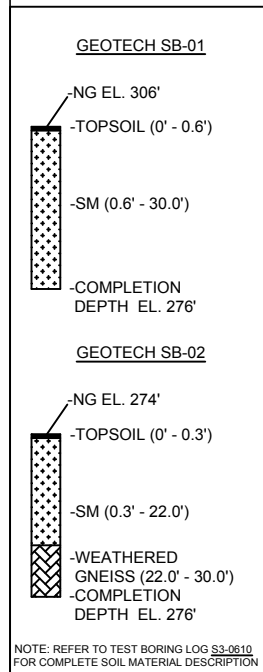 GEOTECH SB-01
-NG EL. 306'
-TOPSOIL (0' - 0.6')
-SM (0.6' - 30.0')
-COMPLETION
DEPTH EL. 276'
GEOTECH SB-02
-NG EL. 274'
-TOPSOIL (0' - 0.3')
-SM (0.3' - 22.0')
-WEATHERED
GNEISS (22.0' - 30.0')
-COMPLETION
DEPTH EL. 276'
NOTE: REFER TO TEST BORING LOG S3-0610
FOR COMPLETE SOIL MATERIAL DESCRIPTION